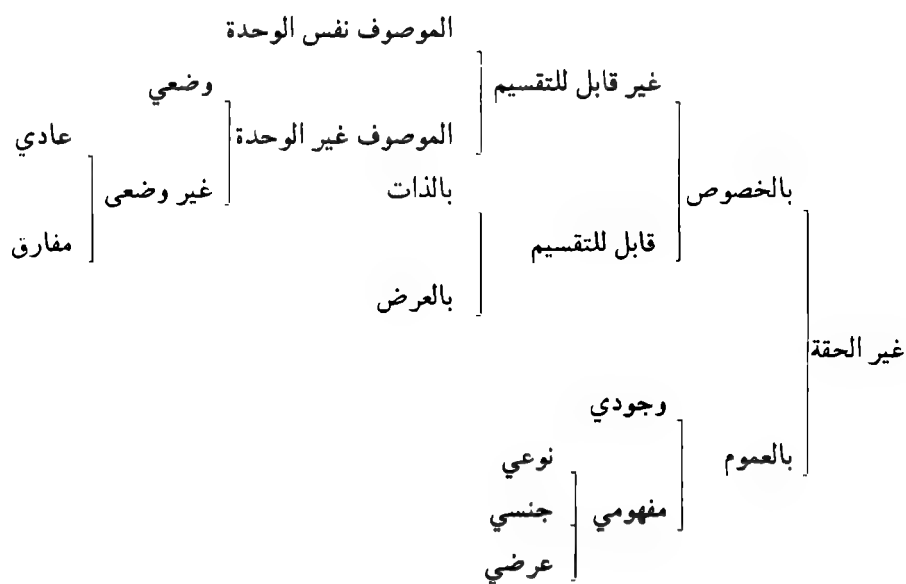 الموصوف نفس الوحدة
غير قابل للتقسيم
وضعي
الموصوف غير الوحدة
عادي
بالخصوص
بالذات
غير وضعى
قابل للتقسيم
مفارق
بالعرض
غير الحقة
وجودي
بالعموم
نوعي
مفهومي
جنسي
عرضي